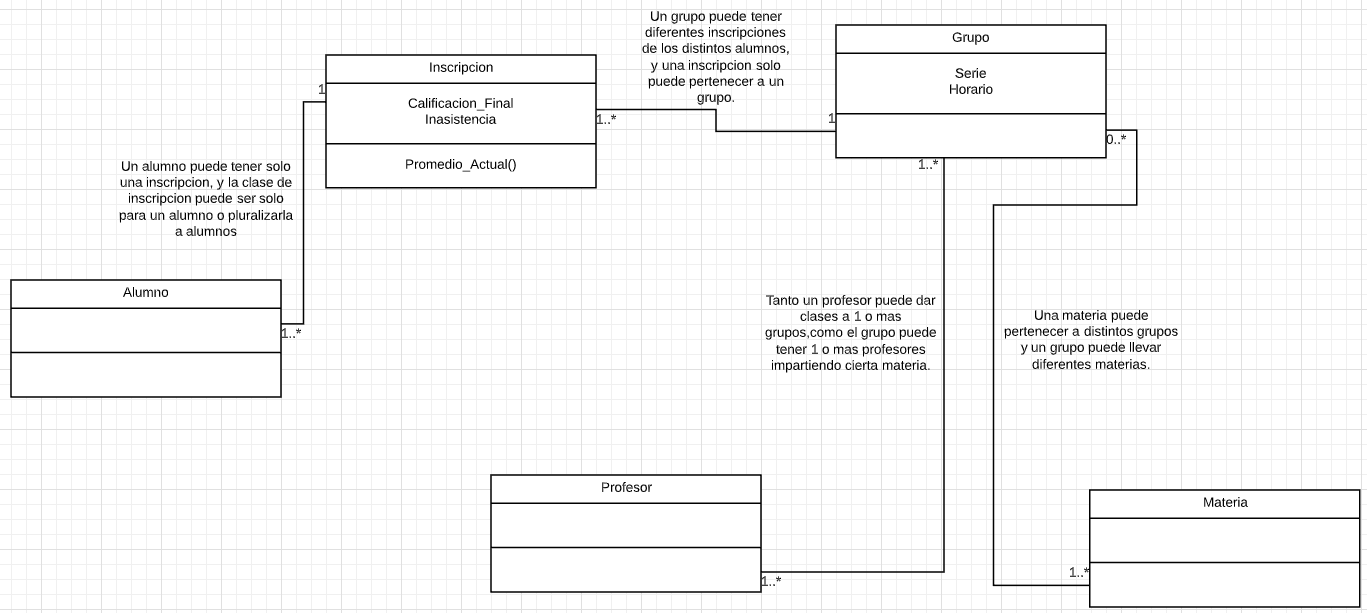 Un grupo puede tener
diferentes inscripciones
de los distintos alumnos,
y una inscripcion solo
puede pertenecer a un
grupo.
Inscripcion
Calificacion_Final
Inasistencia
Promedio_Actual()
1
1..*
Grupo
Serie
Horario
1
0..*
1..*
Un alumno puede tener solo
una inscripcion, y la clase de
inscripcion puede ser solo
para un alumno o pluralizarla
a alumnos
Alumno
1..*
Tanto un profesor puede dar
clases a 1 o mas
grupos,como el grupo puede
tener 1 o mas profesores
impartiendo cierta materia.
Una materia puede
pertenecer a distintos grupos
y un grupo puede llevar
diferentes materias.
Profesor
1..*
Materia
1..*